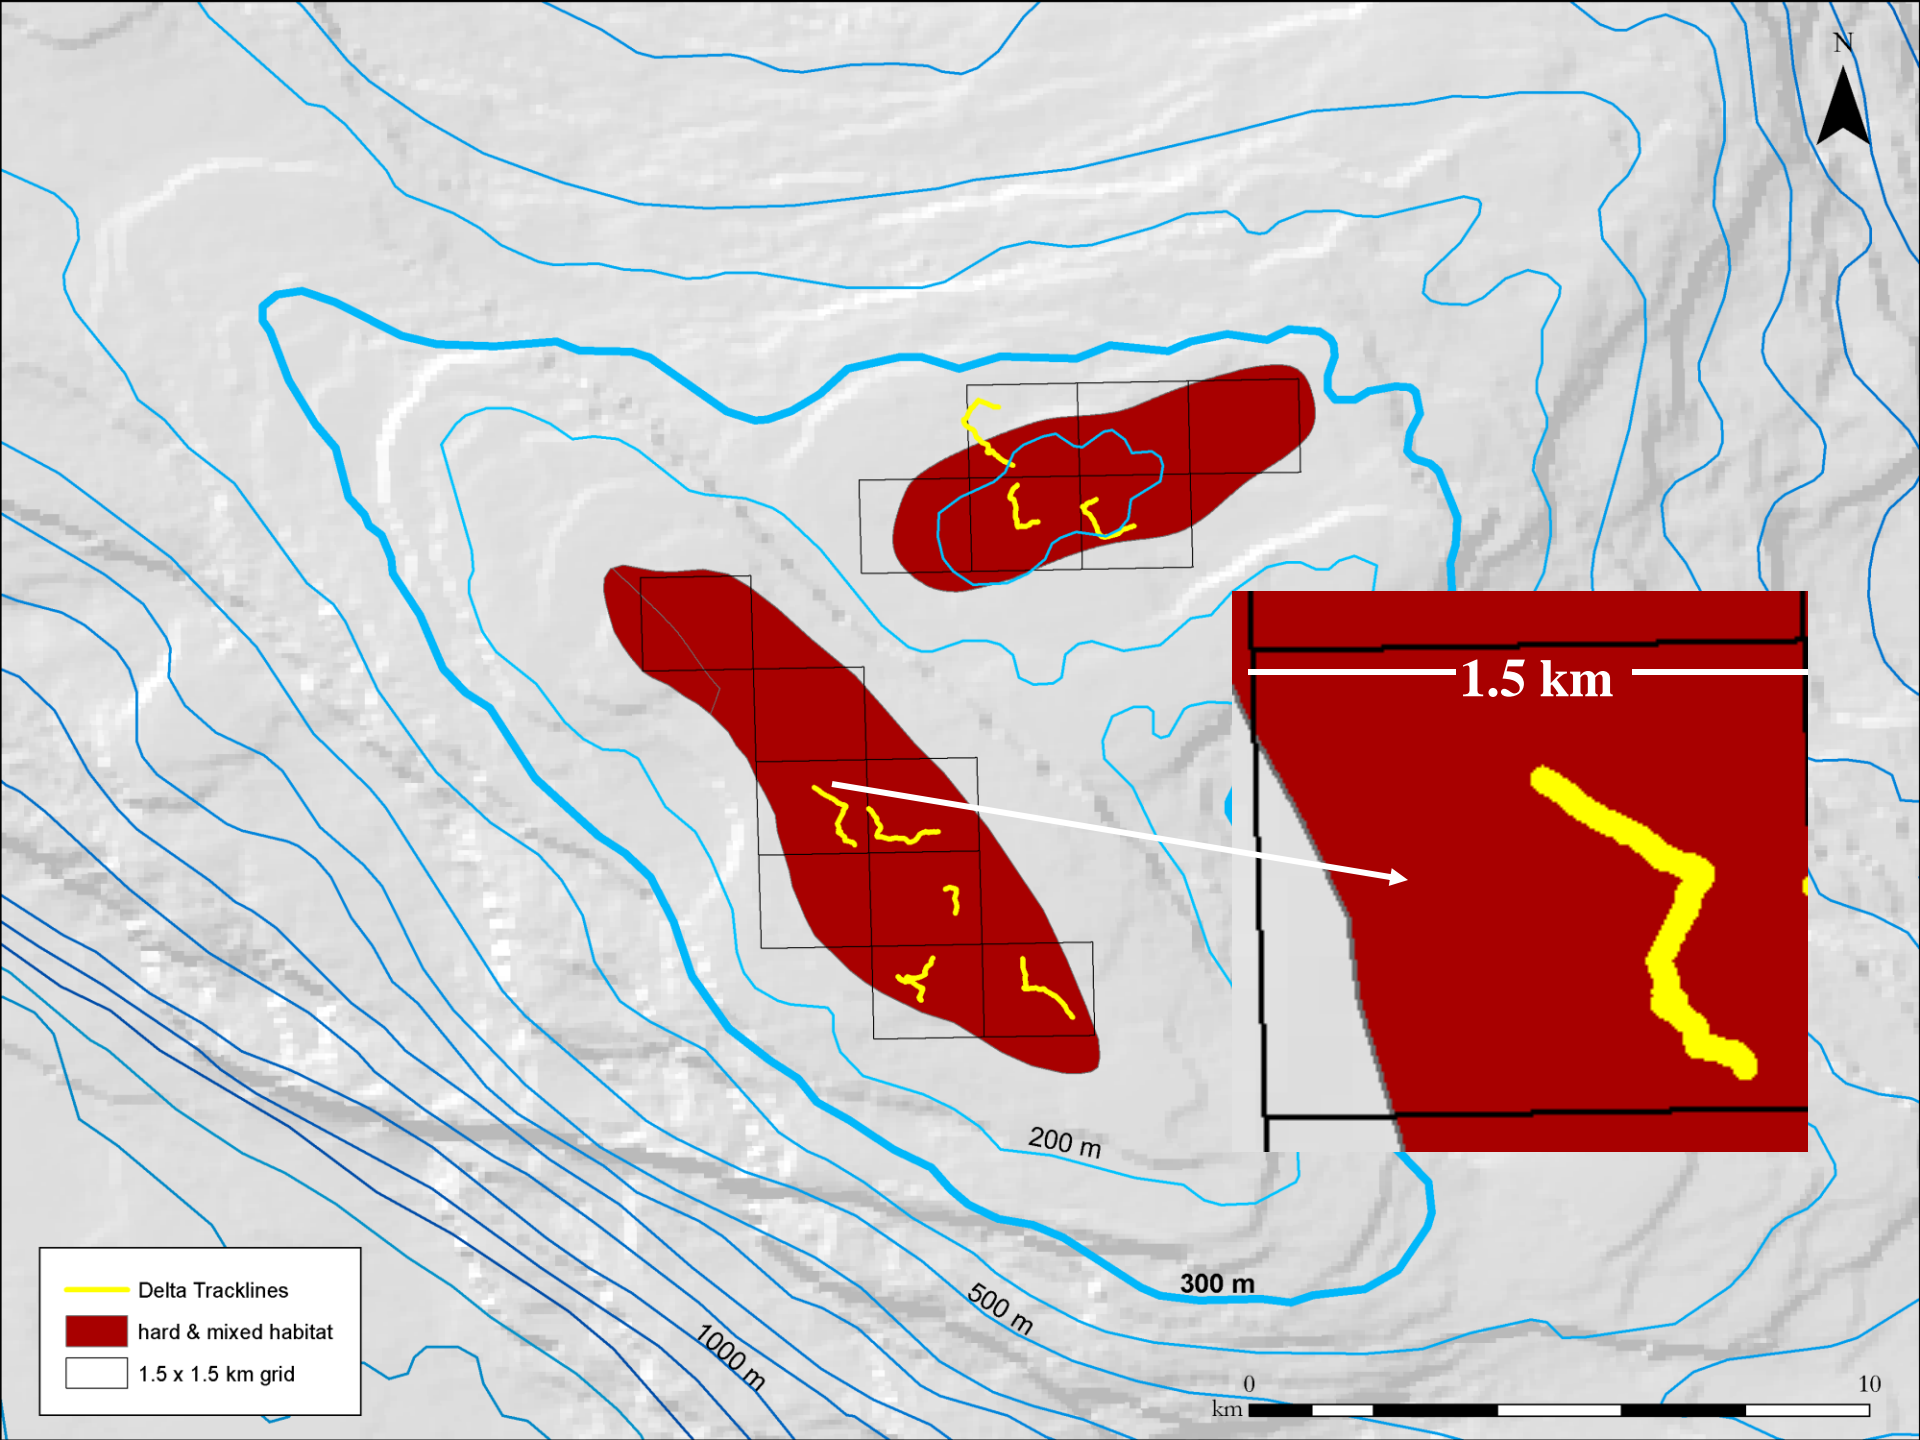 N
1.5 km
200 m
300 m
500 m
1000 m
Delta Tracklines
hard & mixed habitat
1.5 x 1.5 km grid
0 10
km